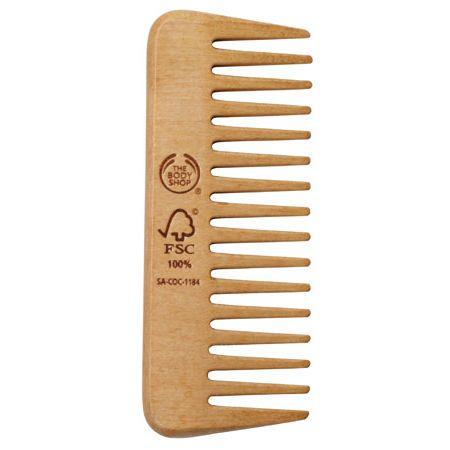 THE
BODY
SHOP®
©
FSC
100%
SA-COC-1184